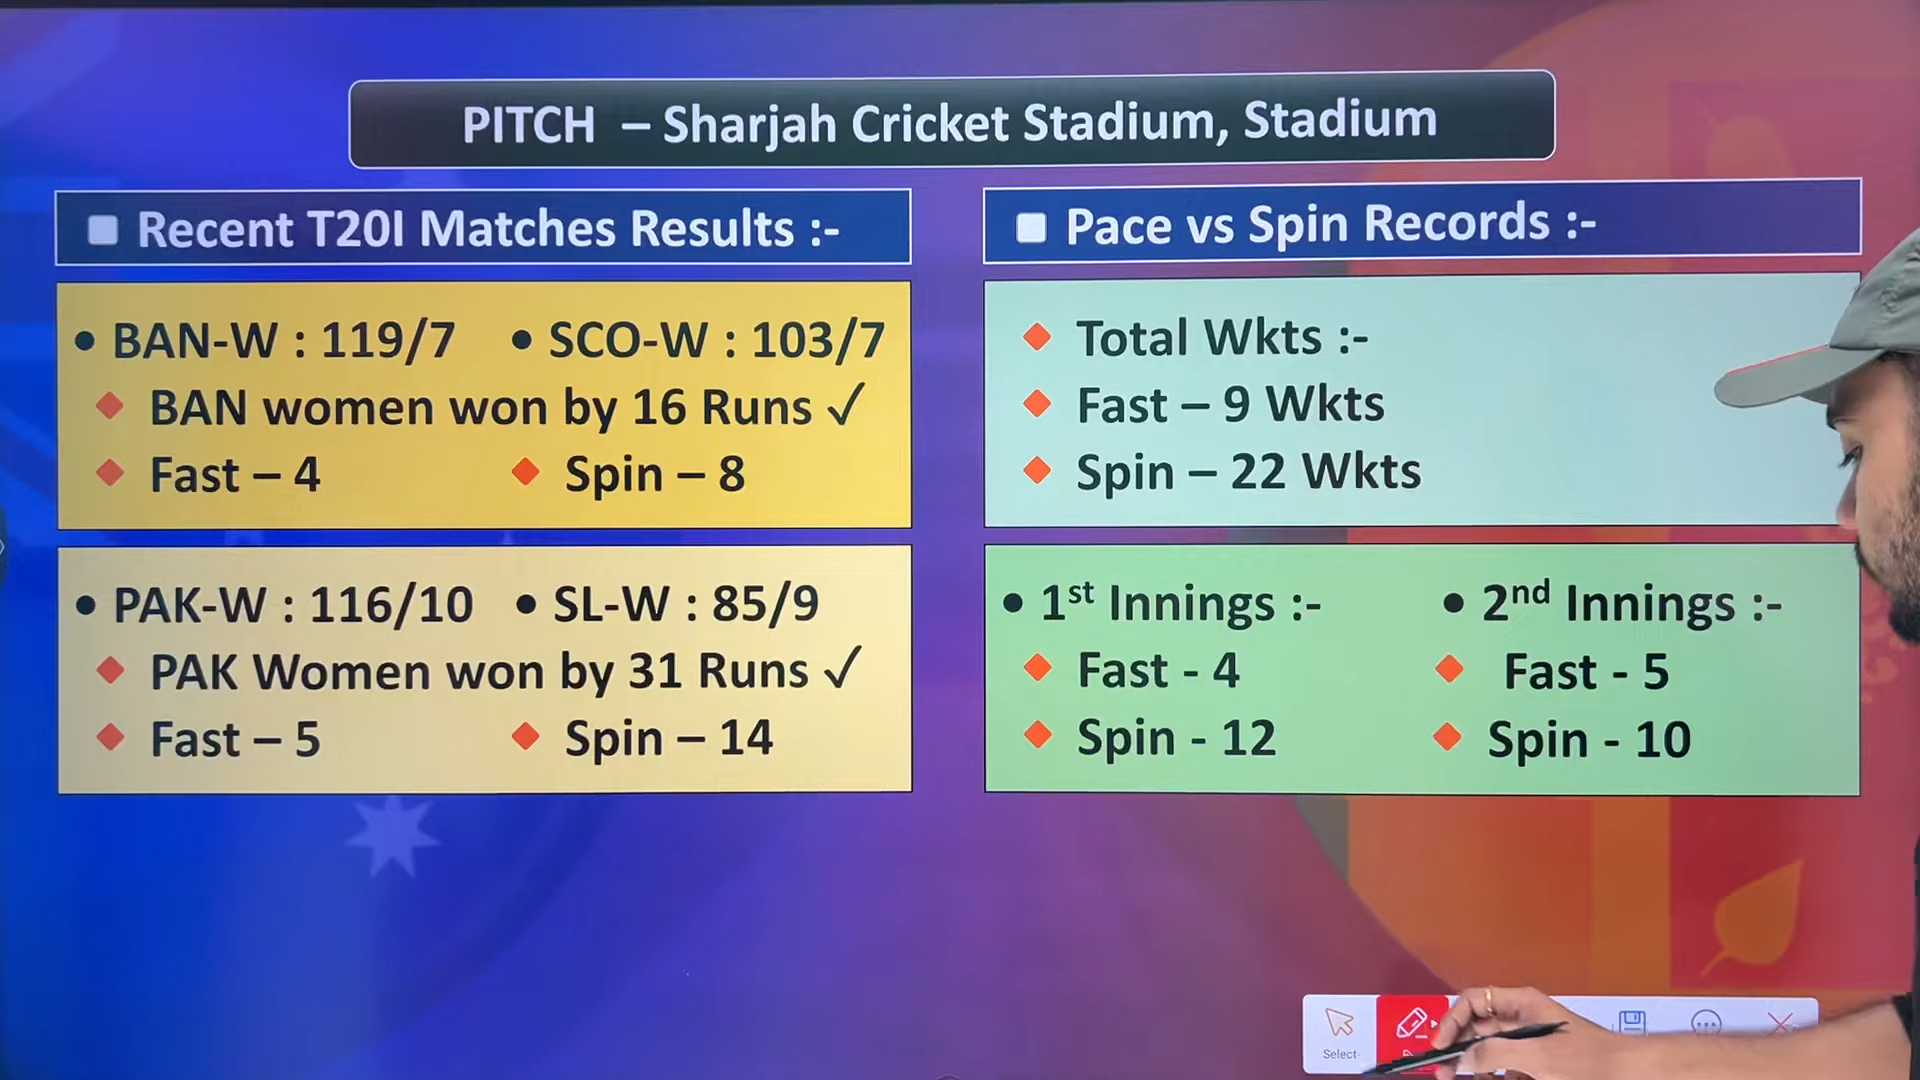 PITCH – Sharjah Cricket Stadium, Stadium
Recent T20I Matches Results :-
• BAN-W : 119/7 • SCO-W : 103/7
BAN women won by 16 Runs ✓
Fast – 4 Spin – 8
• PAK-W : 116/10 • SL-W : 85/9
PAK Women won by 31 Runs ✓
Fast – 5 Spin – 14
Pace vs Spin Records :-
Total Wkts :-
Fast – 9 Wkts
Spin – 22 Wkts
• 1st Innings :- • 2nd Innings :-
Fast - 4 Fast - 5
Spin - 12 Spin - 10
Select